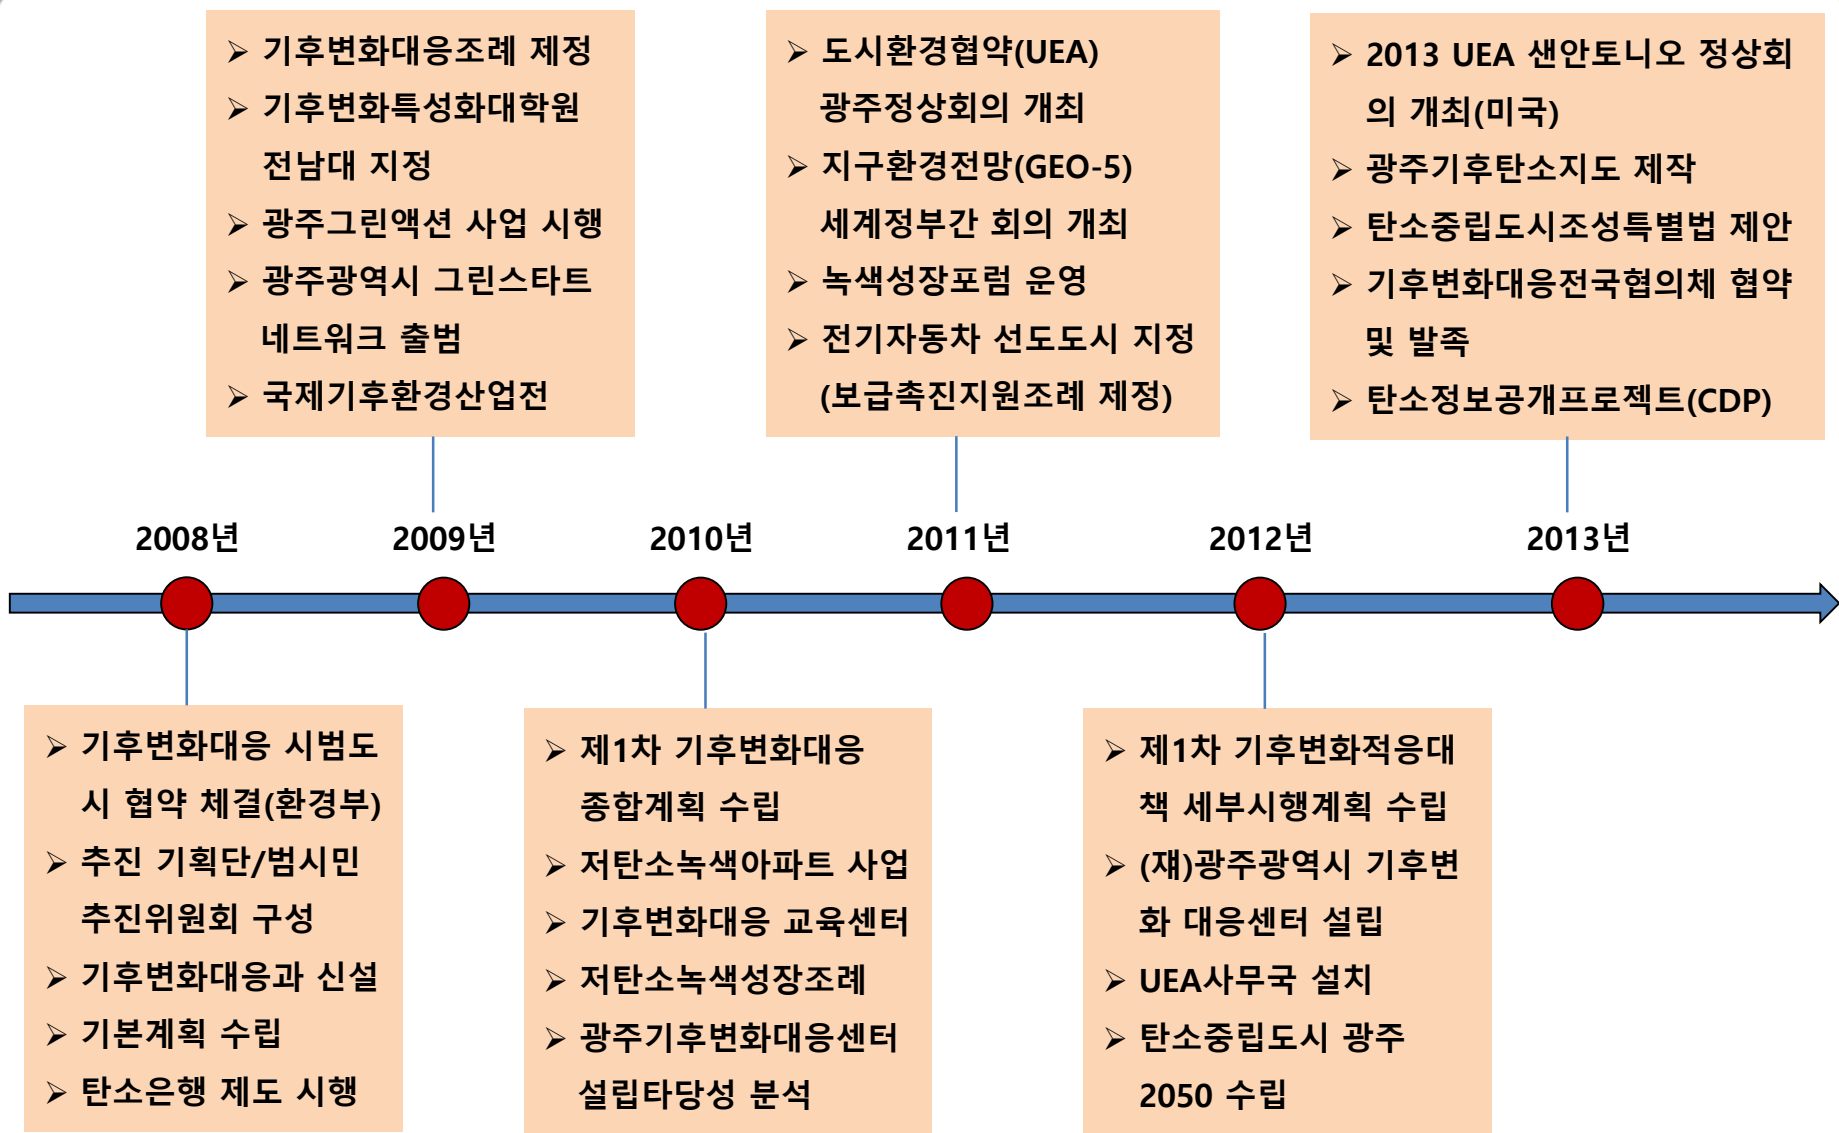 ➢ 기후변화대응조례 제정
➢ 기후변화특성화대학원
전남대 지정
➢ 광주그린액션 사업 시행
➢ 광주광역시 그린스타트
네트워크 출범
➢ 국제기후환경산업전
➢ 도시환경협약(UEA)
광주정상회의 개최
➢ 지구환경전망(GEO-5)
세계정부간 회의 개최
➢ 녹색성장포럼 운영
➢ 전기자동차 선도도시 지정
(보급촉진지원조례 제정)
➢ 2013 UEA 샌안토니오 정상회
의 개최(미국)
➢ 광주기후탄소지도 제작
➢ 탄소중립도시조성특별법 제안
➢ 기후변화대응전국협의체 협약
및 발족
➢ 탄소정보공개프로젝트(CDP)
2008년
2009년
2010년
2011년
2012년
2013년
➢ 기후변화대응 시범도
시 협약 체결(환경부)
➢ 추진 기획단/범시민
추진위원회 구성
➢ 기후변화대응과 신설
➢ 기본계획 수립
➢ 탄소은행 제도 시행
➢ 제1차 기후변화대응
종합계획 수립
➢ 저탄소녹색아파트 사업
➢ 기후변화대응 교육센터
➢ 저탄소녹색성장조례
➢ 광주기후변화대응센터
설립타당성 분석
➢ 제1차 기후변화적응대
책 세부시행계획 수립
➢ (재)광주광역시 기후변
화 대응센터 설립
➢ UEA사무국 설치
➢ 탄소중립도시 광주
2050 수립